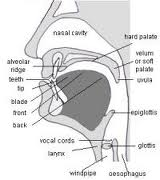 nasal cavity
hard palate
alveolar
ridge
velum
or soft
palate
teeth
tip
uvula
blade
front
back
epiglottis
vocal cords
glottis
larynx
windpipe
oesophagus